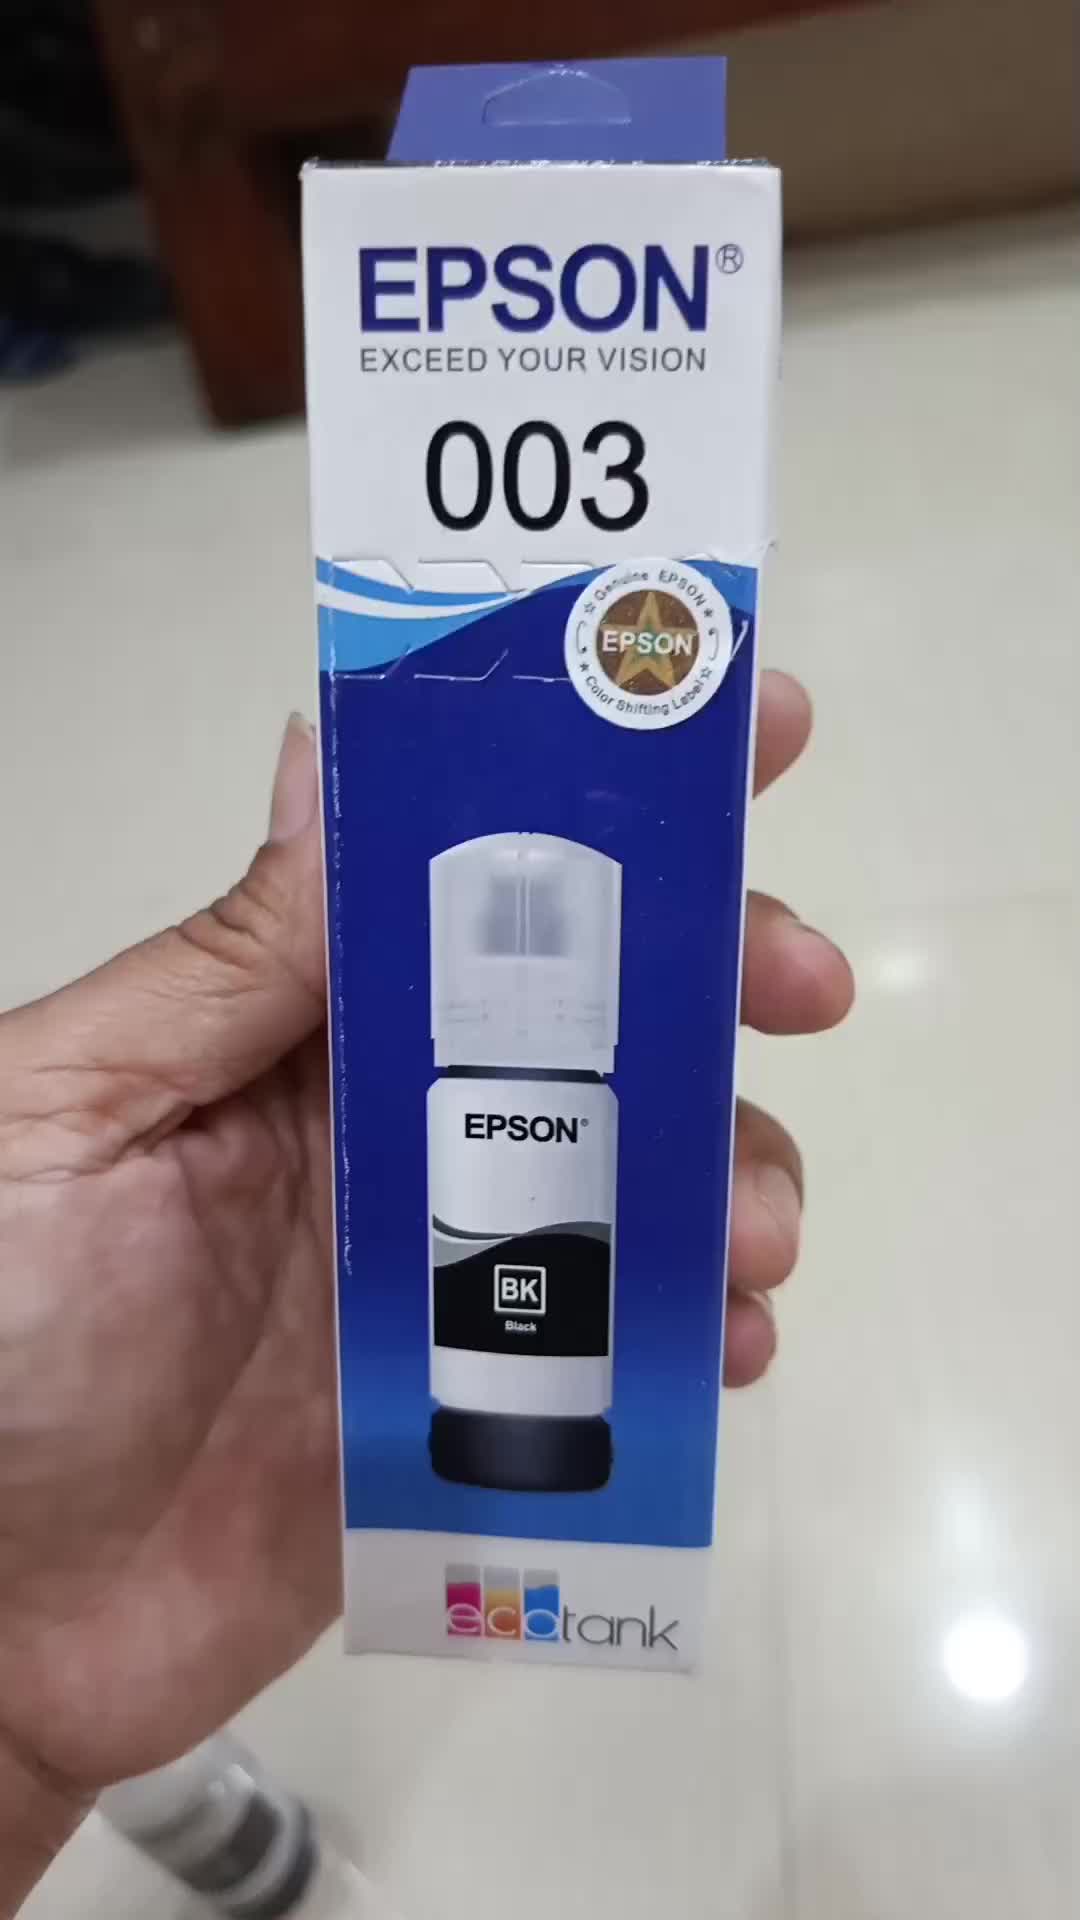 EPSON®
EXCEED YOUR VISION
003
Genuine EPSON
EPSON
Color Shifting Label
EPSON®
BK
Black
ecotank